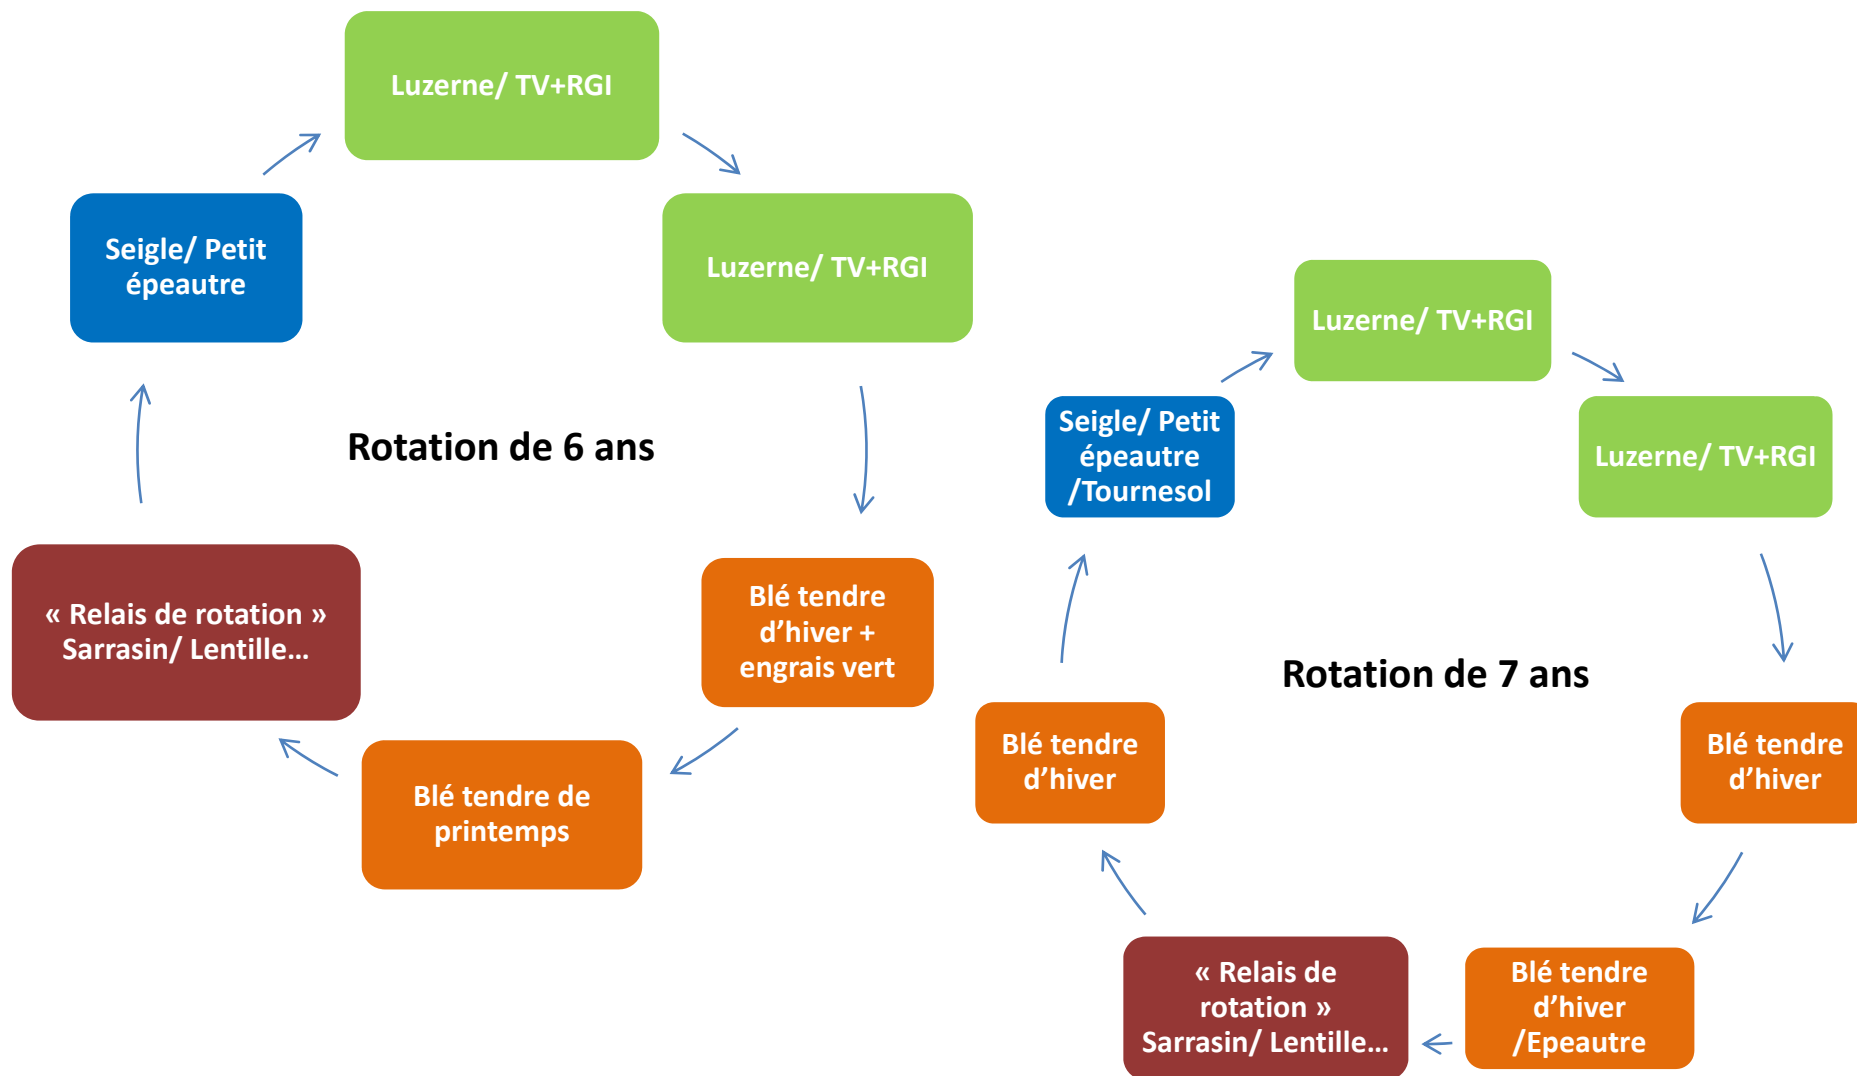 Luzerne/ TV+RGI
Luzerne/ TV+RGI
Blé tendre
d’hiver +
engrais vert
Blé tendre de
printemps
« Relais de rotation »
Sarrasin/ Lentille…
Seigle/ Petit
épeautre
Rotation de 6 ans
Luzerne/ TV+RGI
Luzerne/ TV+RGI
Blé tendre
d’hiver
Blé tendre
d’hiver
/Epeautre
« Relais de
rotation »
Sarrasin/ Lentille…
Blé tendre
d’hiver
Seigle/ Petit
épeautre
/Tournesol
Rotation de 7 ans